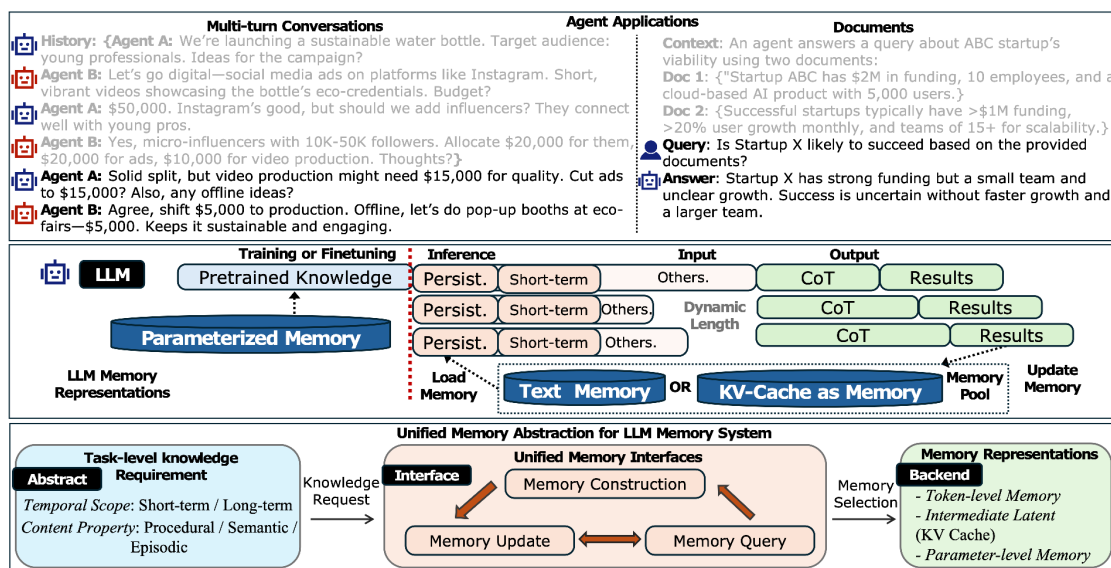 Agent Applications
Multi-turn Conversations
History: {Agent A: We're launching a sustainable water bottle. Target audience:
young professionals. Ideas for the campaign?
Agent B: Let's go digital—social media ads on platforms like Instagram. Short,
vibrant videos showcasing the bottle's eco-credentials. Budget?
Agent A: $50,000. Instagram's good, but should we add influencers? They connect
well with young pros.
Agent B: Yes, micro-influencers with 10K-50K followers. Allocate $20,000 for them,
$20,000 for ads, $10,000 for video production. Thoughts?}
Agent A: Solid split, but video production might need $15,000 for quality. Cut ads
to $15,000? Also, any offline ideas?
Agent B: Agree, shift $5,000 to production. Offline, let's do pop-up booths at eco-
fairs—$5,000. Keeps it sustainable and engaging.
Documents
Context: An agent answers a query about ABC startup's
viability using two documents:
Doc 1: {"Startup ABC has $2M in funding, 10 employees, and a
cloud-based AI product with 5,000 users.}
Doc 2: {Successful startups typically have >$1M funding,
>20% user growth monthly, and teams of 15+ for scalability.}
Query: Is Startup X likely to succeed based on the provided
documents?
Answer: Startup X has strong funding but a small team and
unclear growth. Success is uncertain without faster growth and
a larger team.
Training or Finetuning
Inference
Input
Output
LLM
Pretrained Knowledge
Persist.
Short-term
Others.
CoT
Results
Persist.
Short-term
Others.
Dynamic
Length
CoT
Results
Parameterized Memory
Persist.
Short-term
Others.
CoT
Results
LLM Memory
Representations
Load
Memory
Text Memory
OR
KV-Cache as Memory
Memory
Pool
Update
Memory
Unified Memory Abstraction for LLM Memory System
Task-level knowledge
Requirement
Abstract
Temporal Scope: Short-term / Long-term
Content Property: Procedural / Semantic /
Episodic
Knowledge
Request
Unified Memory Interfaces
Interface
Memory Construction
Memory Update
Memory Query
Memory
Selection
Memory Representations
Backend
- Token-level Memory
- Intermediate Latent
(KV Cache)
- Parameter-level Memory